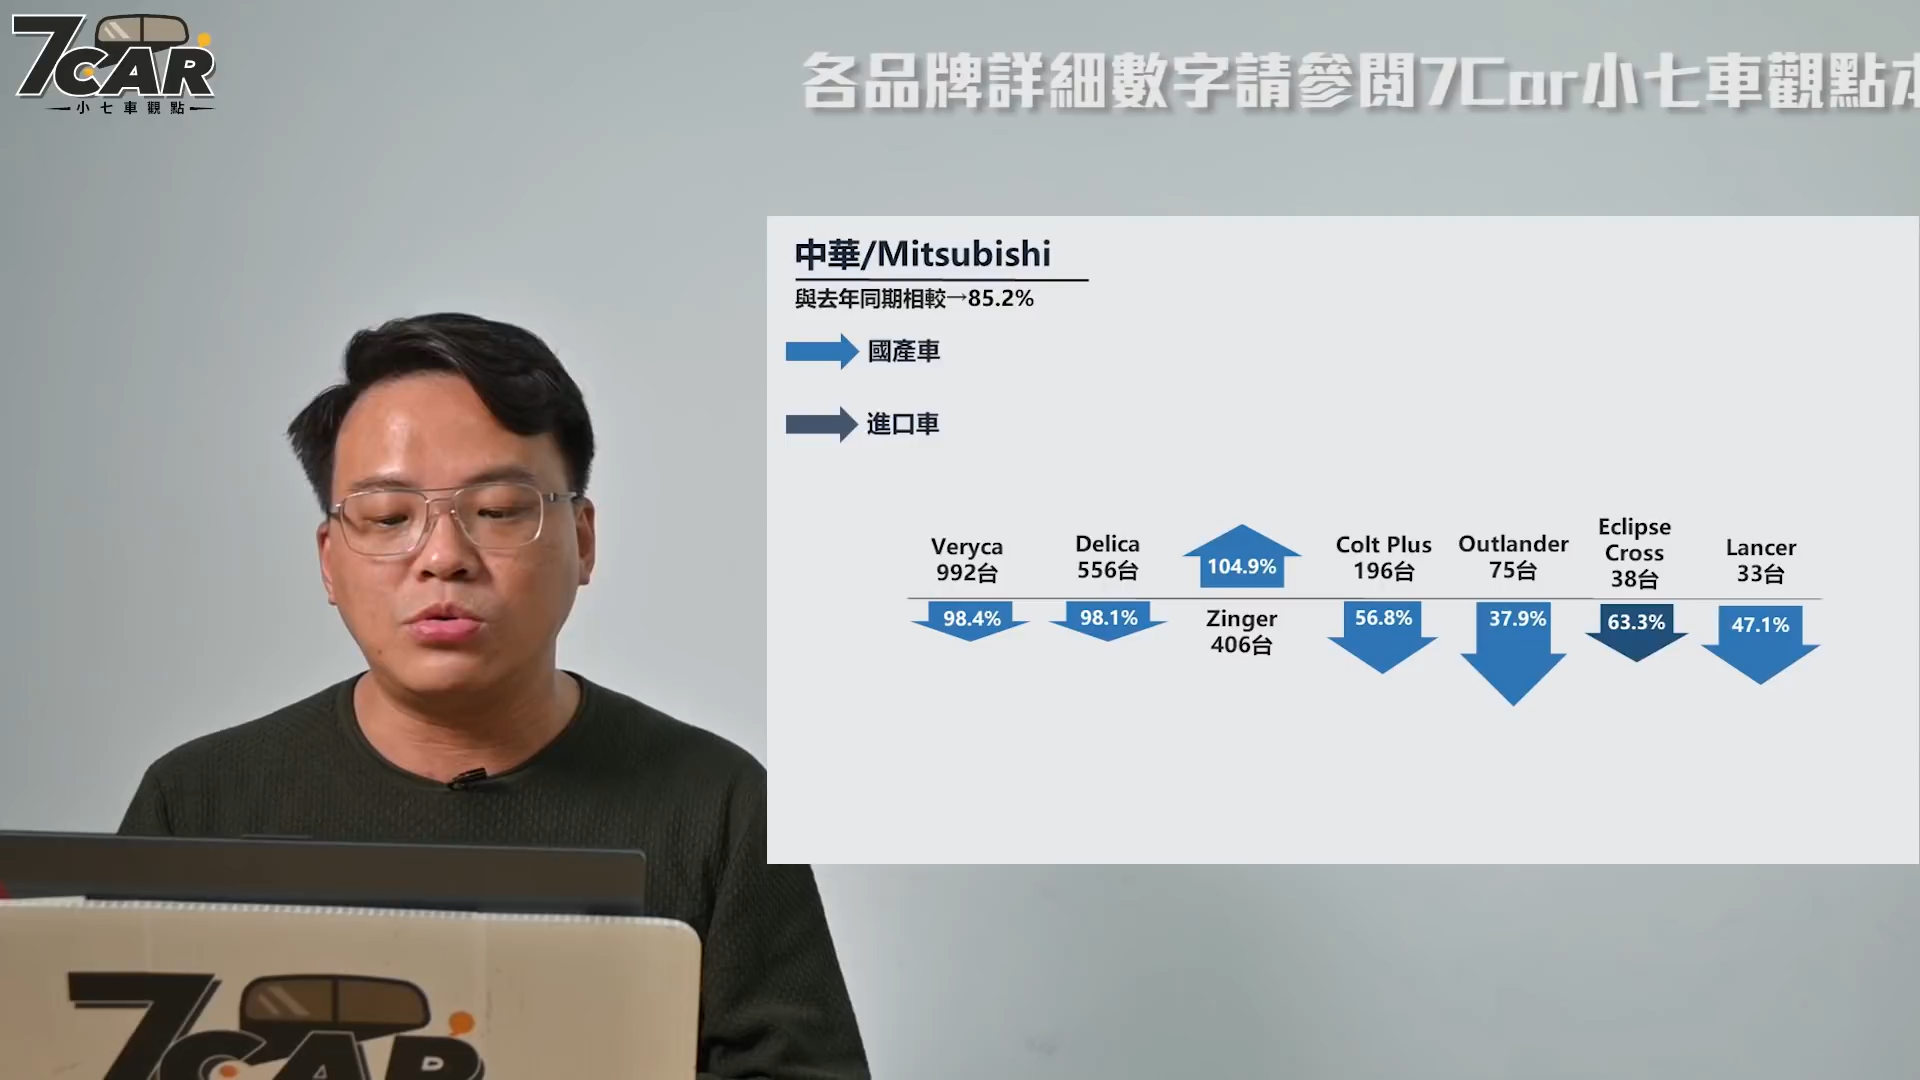 7CAR
小七車觀點
各品牌詳細數字請參閱7Car小七車觀點本
中華/Mitsubishi
與去年同期相較→85.2%
國產車
進口車
Veryca
992台
98.4%
Delica
556台
98.1%
104.9%
Zinger
406台
Colt Plus
196台
56.8%
Outlander
75台
37.9%
Eclipse
Cross
38台
63.3%
Lancer
33台
47.1%
7CAR